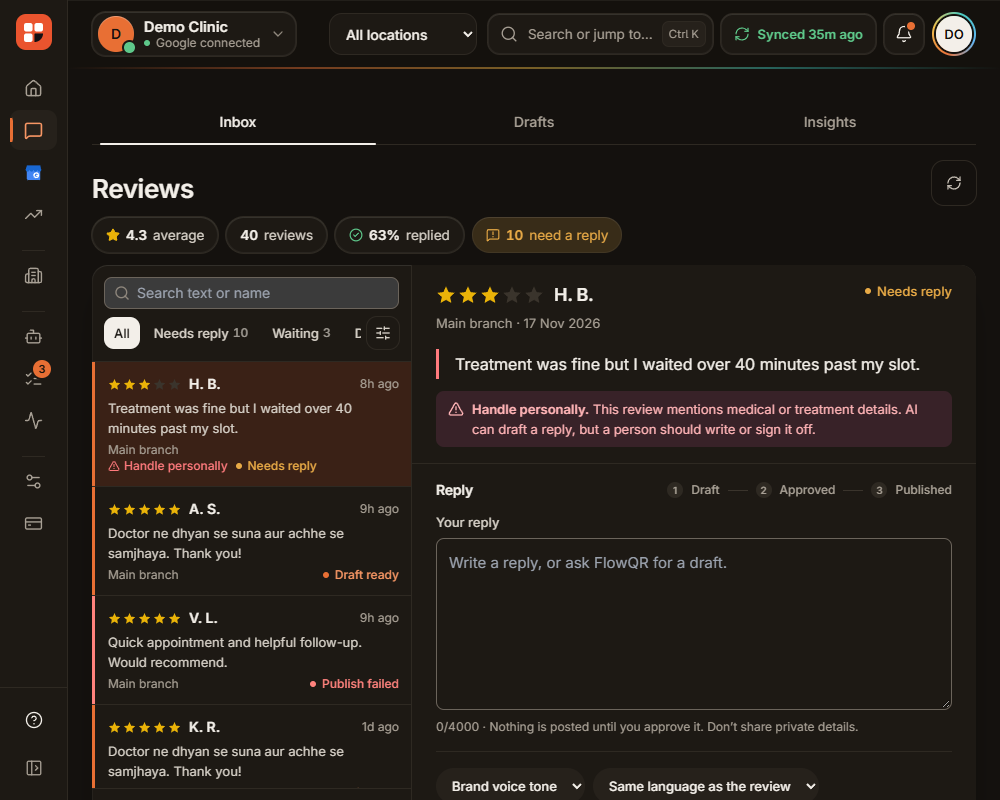 D
Demo Clinic
Google connected
All locations
Search or jump to...
Ctrl K
Synced 35m ago
DO
Inbox
Drafts
Insights
Reviews
4.3 average
40 reviews
63% replied
10 need a reply
3
Search text or name
All
Needs reply 10
Waiting 3
H. B.
8h ago
Treatment was fine but I waited over 40
minutes past my slot.
Main branch
Handle personally
Needs reply
A. S.
9h ago
Doctor ne dhyan se suna aur achhe se
samjhaya. Thank you!
Main branch
Draft ready
V. L.
9h ago
Quick appointment and helpful follow-up.
Would recommend.
Main branch
Publish failed
K. R.
1d ago
Doctor ne dhyan se suna aur achhe se
samjhaya. Thank you!
H. B.
Needs reply
Main branch · 17 Nov 2026
Treatment was fine but I waited over 40 minutes past my slot.
Handle personally. This review mentions medical or treatment details. AI
can draft a reply, but a person should write or sign it off.
Reply
1 Draft
2 Approved
3 Published
Your reply
Write a reply, or ask FlowQR for a draft.
0/4000 · Nothing is posted until you approve it. Don't share private details.
Brand voice tone
Same language as the review